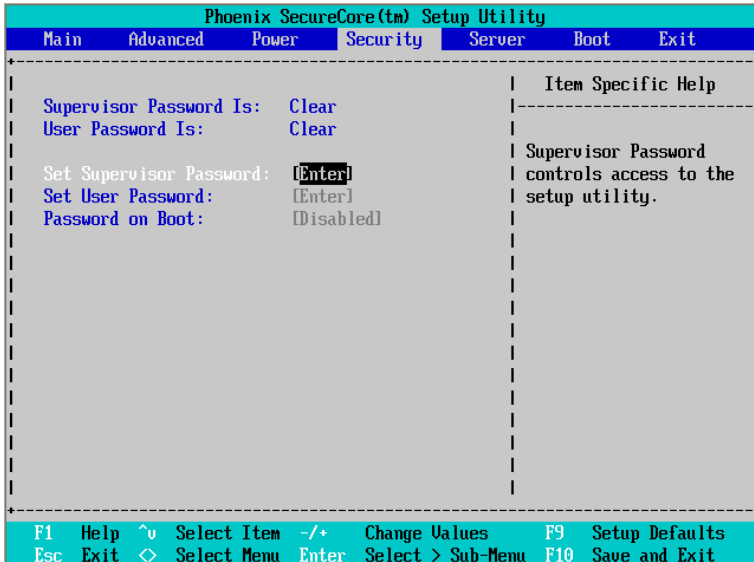 Phoenix SecureCore(tm) Setup Utility
Main Advanced Power Security Server Boot Exit
Item Specific Help
Supervisor Password Is: Clear
User Password Is: Clear
Set Supervisor Password: [Enter]
Set User Password: [Enter]
Password on Boot: [Disabled]
Supervisor Password
controls access to the
setup utility.
F1 Help ^v Select Item -/+ Change Values F9 Setup Defaults
Esc Exit <> Select Menu Enter Select > Sub-Menu F10 Save and Exit